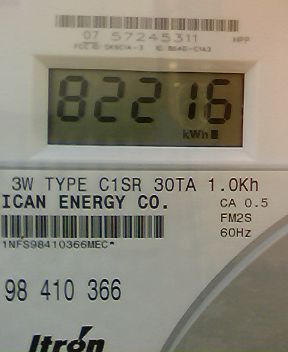 07 57245311 HPP
82216
kWh
3W TYPE C1SR 30TA 1.0Kh
ICAN ENERGY CO. CA 0.5
FM2S
60Hz
1NFS98410366MEC*
98 410 366
Itron